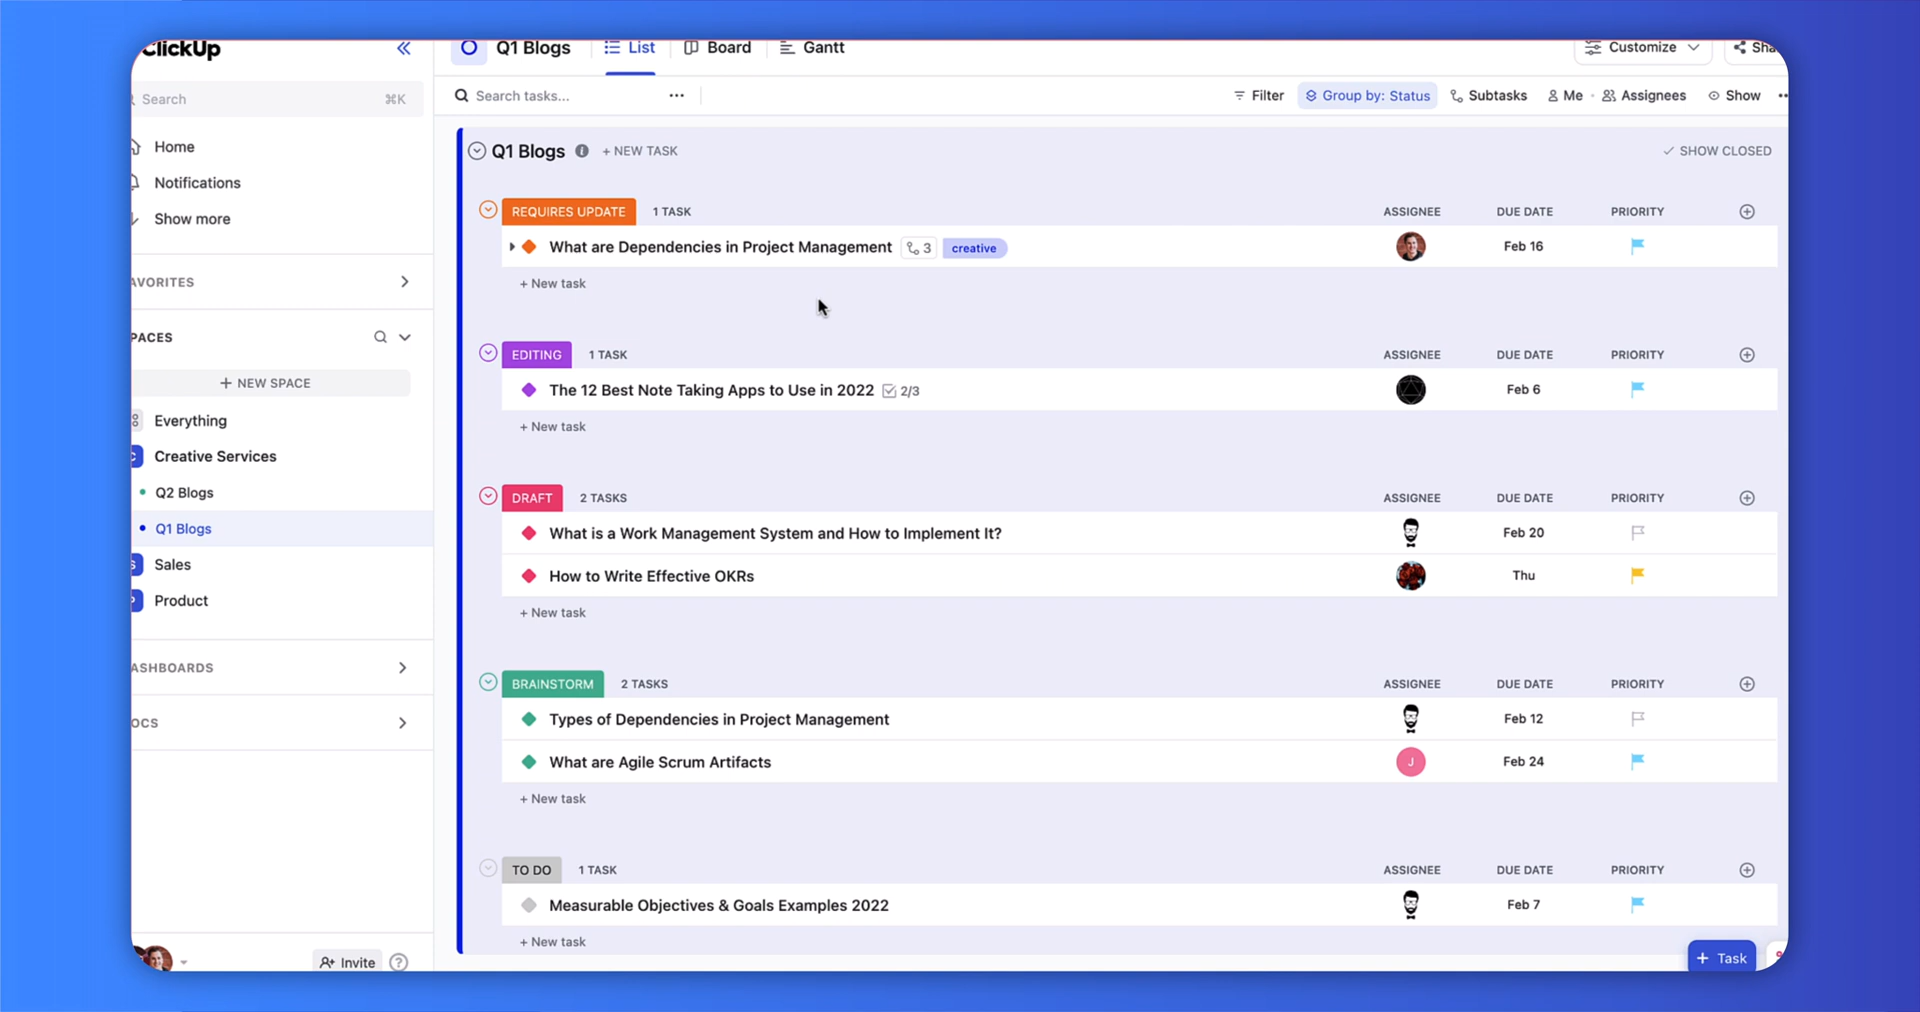 ClickUp
Q1 Blogs
List
Board
Gantt
Customize
Sha
Search
⌘K
Search tasks...
Filter
Group by: Status
Subtasks
Me
Assignees
Show
Home
Notifications
Show more
AVORITES
PACES
+ NEW SPACE
Everything
Creative Services
Q2 Blogs
Q1 Blogs
Sales
Product
ASHBOARDS
OCS
Invite
?
Q1 Blogs
+ NEW TASK
SHOW CLOSED
REQUIRES UPDATE 1 TASK ASSIGNEE DUE DATE PRIORITY
What are Dependencies in Project Management 3 creative Feb 16
+ New task
EDITING 1 TASK ASSIGNEE DUE DATE PRIORITY
The 12 Best Note Taking Apps to Use in 2022 2/3 Feb 6
+ New task
DRAFT 2 TASKS ASSIGNEE DUE DATE PRIORITY
What is a Work Management System and How to Implement It? Feb 20
How to Write Effective OKRs Thu
+ New task
BRAINSTORM 2 TASKS ASSIGNEE DUE DATE PRIORITY
Types of Dependencies in Project Management Feb 12
What are Agile Scrum Artifacts J Feb 24
+ New task
TO DO 1 TASK ASSIGNEE DUE DATE PRIORITY
Measurable Objectives & Goals Examples 2022 Feb 7
+ New task
+ Task